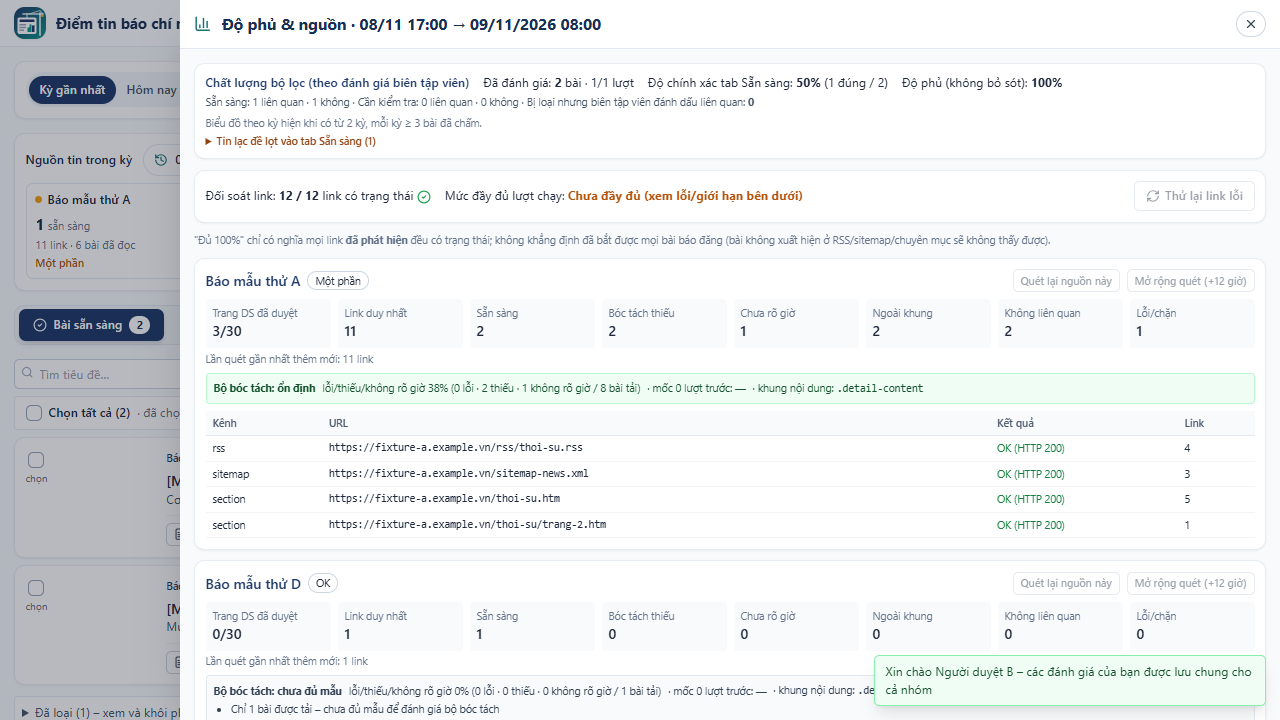 Điểm tin báo chí
Kỳ gần nhất
Hôm nay
Nguồn tin trong kỳ
Báo mẫu thử A
1 sẵn sàng
11 link · 6 bài đã đọc
Một phần
Bài sẵn sàng 2
Tìm tiêu đề...
Chọn tất cả (2) · đã chọ
chọn
chọn
Đã loại (1) – xem và khôi
Độ phủ & nguồn · 08/11 17:00 → 09/11/2026 08:00
Chất lượng bộ lọc (theo đánh giá biên tập viên) Đã đánh giá: 2 bài · 1/1 lượt Độ chính xác tab Sẵn sàng: 50% (1 đúng / 2) Độ phủ (không bỏ sót): 100%
Sẵn sàng: 1 liên quan · 1 không · Cần kiểm tra: 0 liên quan · 0 không · Bị loại nhưng biên tập viên đánh dấu liên quan: 0
Biểu đồ theo kỳ hiện khi có từ 2 kỳ, mỗi kỳ ≥ 3 bài đã chấm.
▶ Tin lạc đề lọt vào tab Sẵn sàng (1)
Đối soát link: 12 / 12 link có trạng thái Mức đầy đủ lượt chạy: Chưa đầy đủ (xem lỗi/giới hạn bên dưới) Thử lại link lỗi
"Đủ 100%" chỉ có nghĩa mọi link đã phát hiện đều có trạng thái; không khẳng định đã bắt được mọi bài báo đăng (bài không xuất hiện ở RSS/sitemap/chuyên mục sẽ không thấy được).
Báo mẫu thử A Một phần Quét lại nguồn này Mở rộng quét (+12 giờ)
Trang DS đã duyệt Link duy nhất Sẵn sàng Bóc tách thiếu Chưa rõ giờ Ngoài khung Không liên quan Lỗi/chặn
3/30 11 2 2 1 2 2 1
Lần quét gần nhất thêm mới: 11 link
Bộ bóc tách: ổn định lỗi/thiếu/không rõ giờ 38% (0 lỗi · 2 thiếu · 1 không rõ giờ / 8 bài tải) · mốc 0 lượt trước: — · khung nội dung: .detail-content
Kênh URL Kết quả Link
rss https://fixture-a.example.vn/rss/thoi-su.rss OK (HTTP 200) 4
sitemap https://fixture-a.example.vn/sitemap-news.xml OK (HTTP 200) 3
section https://fixture-a.example.vn/thoi-su.htm OK (HTTP 200) 5
section https://fixture-a.example.vn/thoi-su/trang-2.htm OK (HTTP 200) 1
Báo mẫu thử D OK Quét lại nguồn này Mở rộng quét (+12 giờ)
Trang DS đã duyệt Link duy nhất Sẵn sàng Bóc tách thiếu Chưa rõ giờ Ngoài khung Không liên quan Lỗi/chặn
0/30 1 1 0 0 0 0 0
Lần quét gần nhất thêm mới: 1 link
Bộ bóc tách: chưa đủ mẫu lỗi/thiếu/không rõ giờ 0% (0 lỗi · 0 thiếu · 0 không rõ giờ / 1 bài tải) · mốc 0 lượt trước: — · khung nội dung: .de
• Chỉ 1 bài được tải – chưa đủ mẫu để đánh giá bộ bóc tách
Xin chào Người duyệt B – các đánh giá của bạn được lưu chung cho
cả nhóm